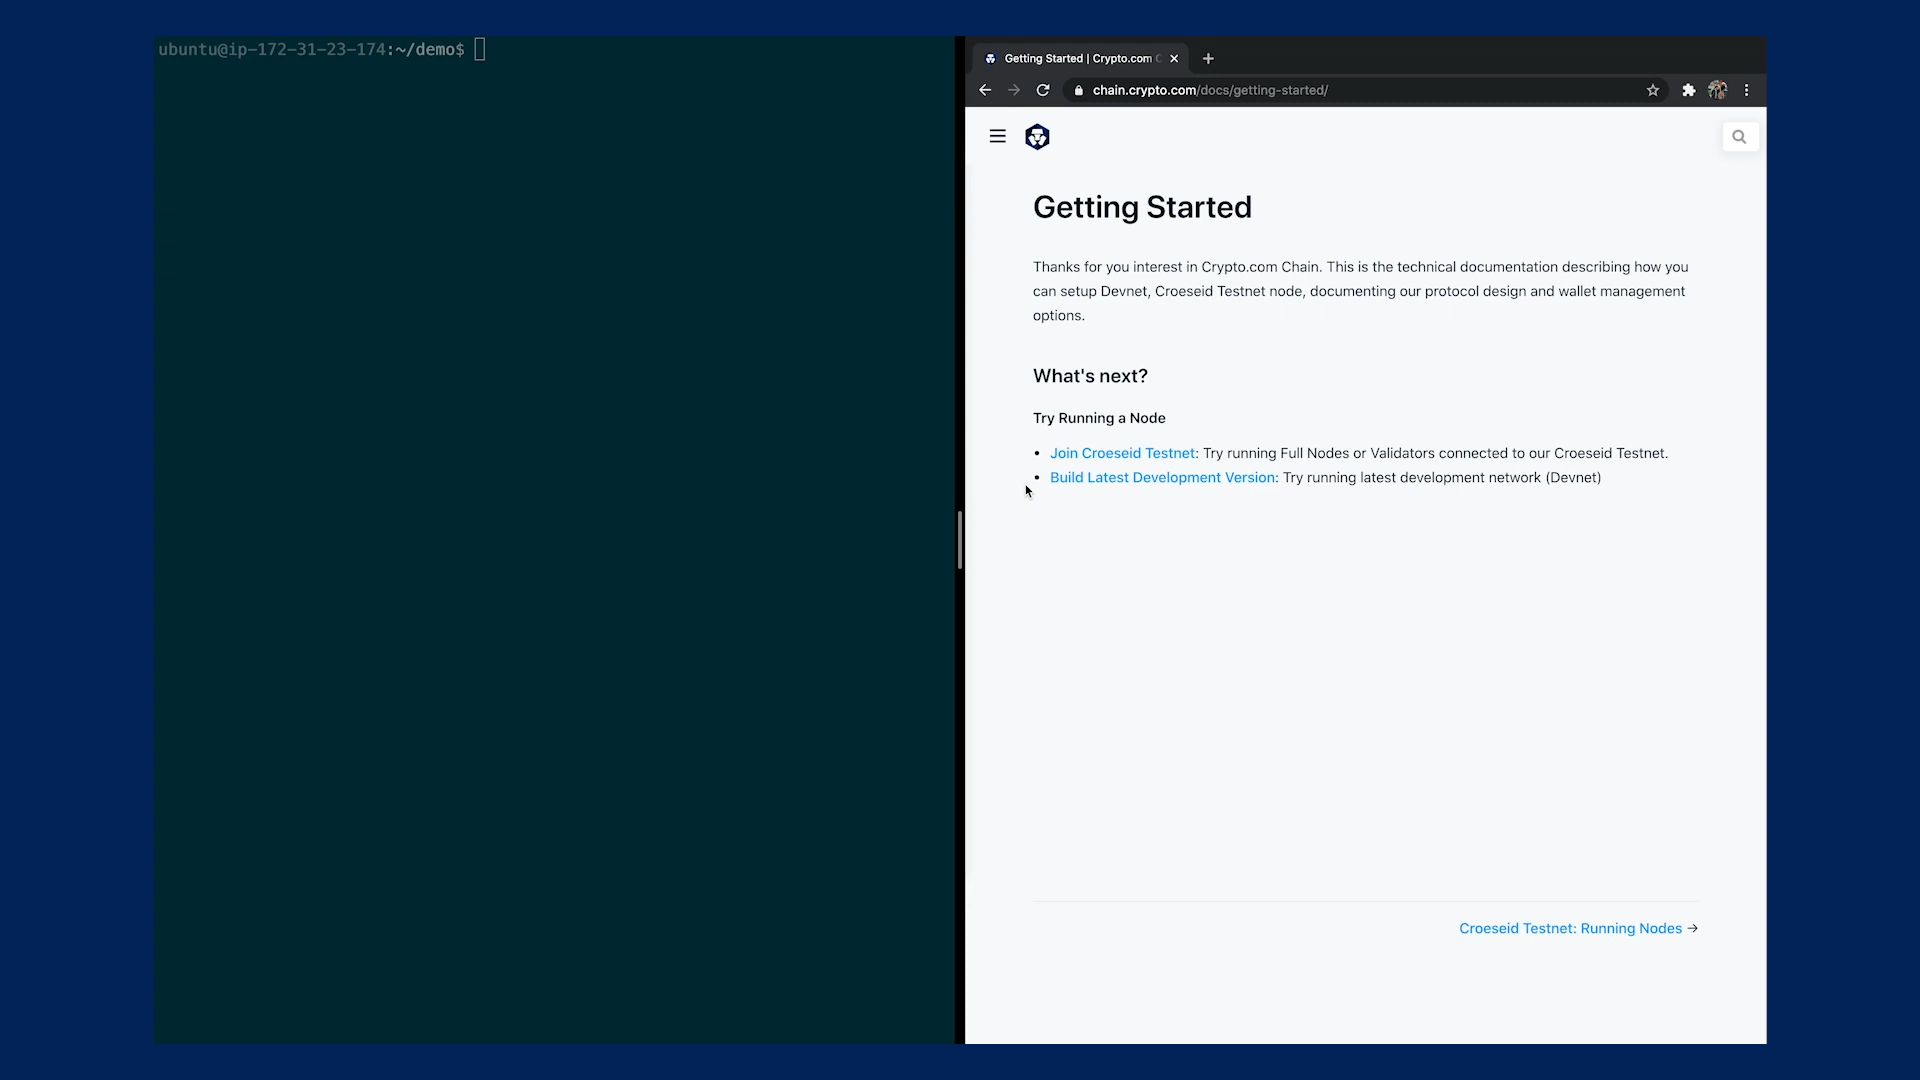 ubuntu@ip-172-31-23-174:~/demo$
Getting Started | Crypto.com
chain.crypto.com/docs/getting-started/
Getting Started
Thanks for you interest in Crypto.com Chain. This is the technical documentation describing how you
can setup Devnet, Croeseid Testnet node, documenting our protocol design and wallet management
options.
What's next?
Try Running a Node
• Join Croeseid Testnet: Try running Full Nodes or Validators connected to our Croeseid Testnet.
• Build Latest Development Version: Try running latest development network (Devnet)
Croeseid Testnet: Running Nodes →